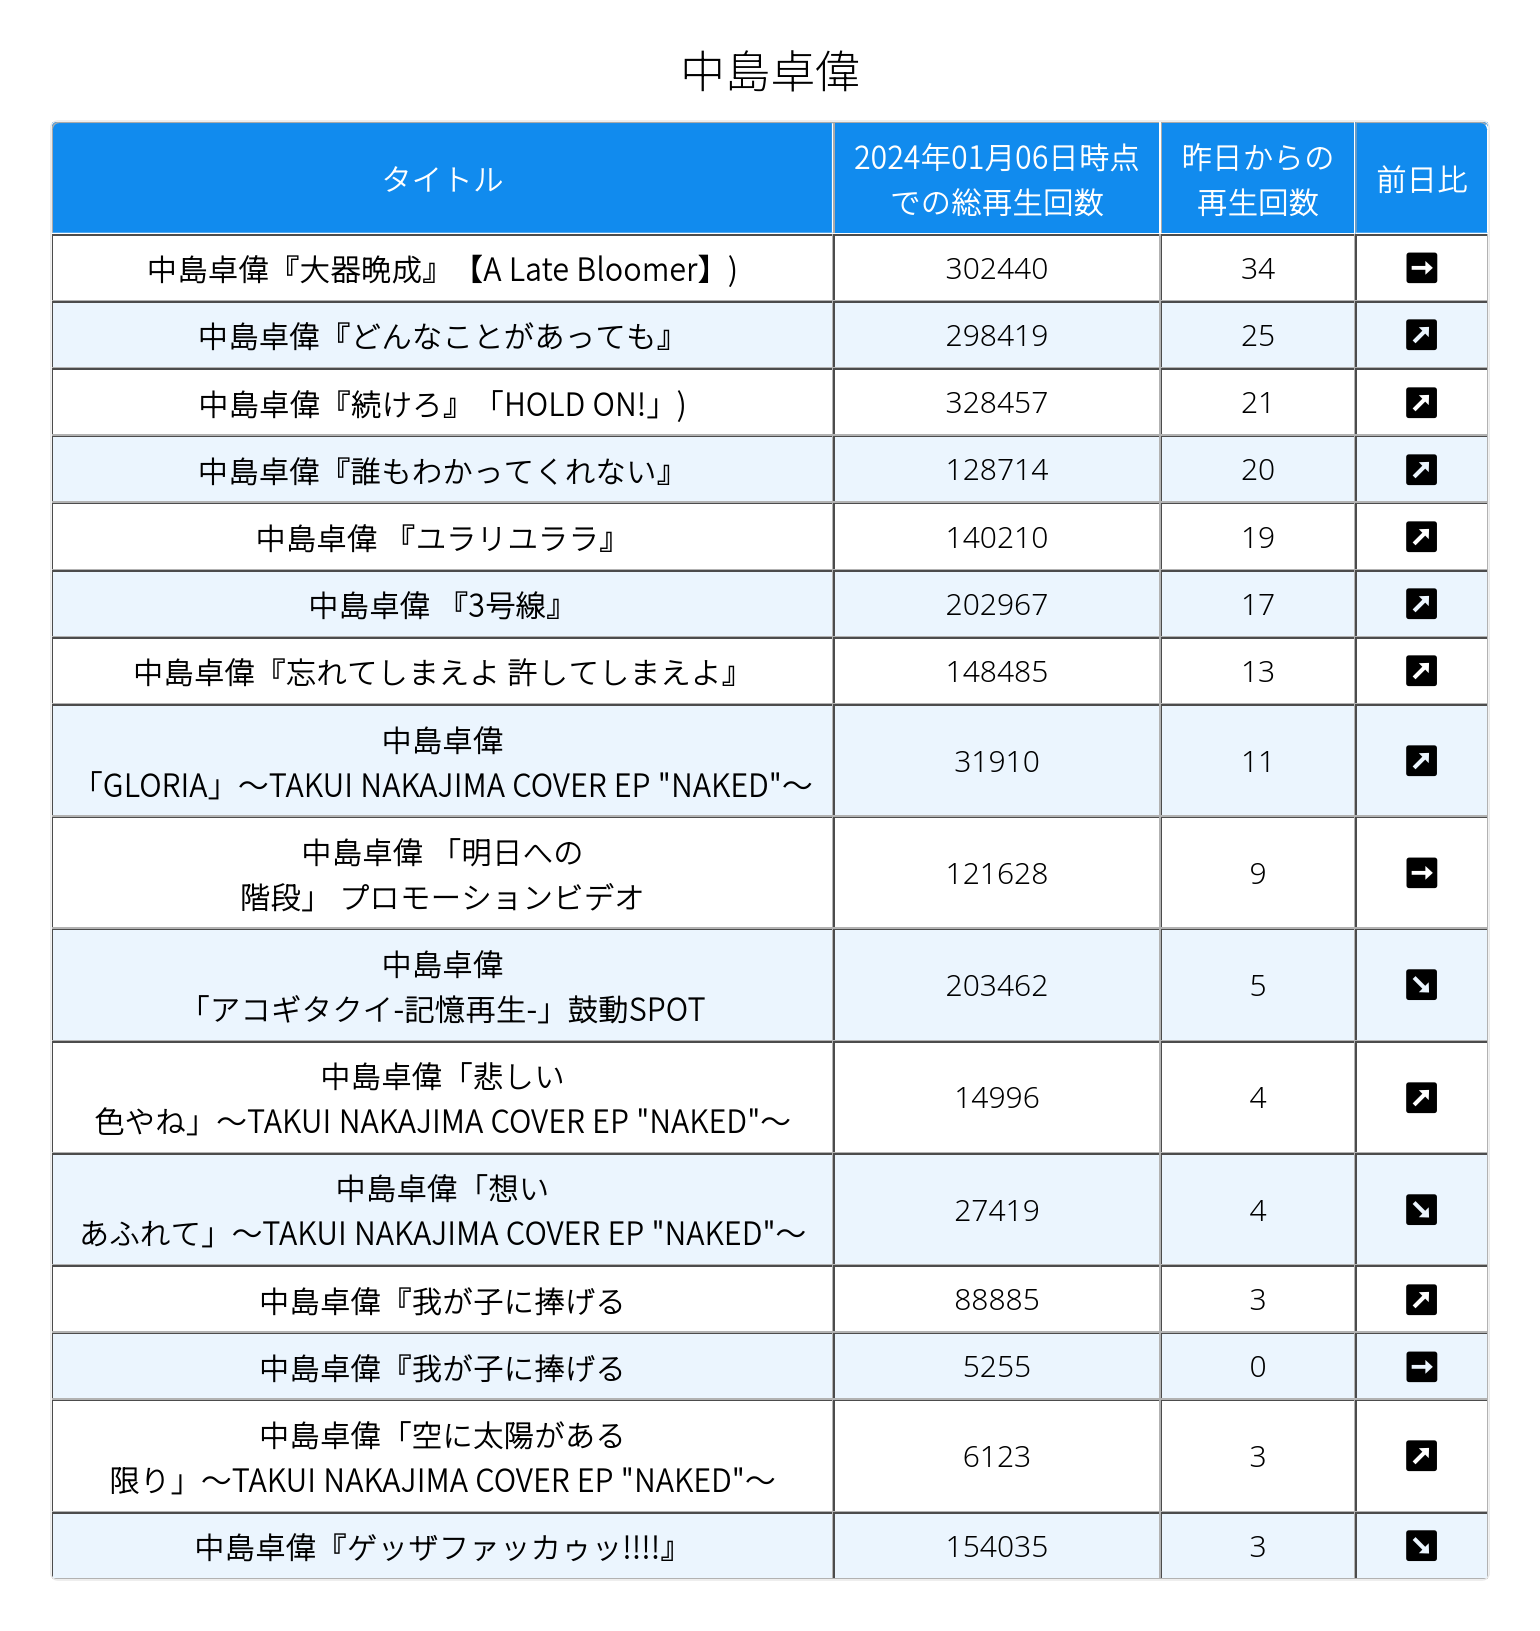 中島卓偉
タイトル
2024年01月06日時点
での総再生回数
昨日からの
再生回数
前日比
中島卓偉『大器晩成』【A Late Bloomer】)
302440
34
中島卓偉『どんなことがあっても』
298419
25
中島卓偉『続けろ』「HOLD ON!」)
328457
21
中島卓偉『誰もわかってくれない』
128714
20
中島卓偉 『ユラリユララ』
140210
19
中島卓偉 『3号線』
202967
17
中島卓偉『忘れてしまえよ 許してしまえよ』
148485
13
中島卓偉
「GLORIA」～TAKUI NAKAJIMA COVER EP "NAKED"～
31910
11
中島卓偉 「明日への
階段」 プロモーションビデオ
121628
9
中島卓偉
「アコギタクイ-記憶再生-」鼓動SPOT
203462
5
中島卓偉「悲しい
色やね」～TAKUI NAKAJIMA COVER EP "NAKED"～
14996
4
中島卓偉「想い
あふれて」～TAKUI NAKAJIMA COVER EP "NAKED"～
27419
4
中島卓偉『我が子に捧げる
88885
3
中島卓偉『我が子に捧げる
5255
0
中島卓偉「空に太陽がある
限り」～TAKUI NAKAJIMA COVER EP "NAKED"～
6123
3
中島卓偉『ゲッザファッカゥッ!!!!』
154035
3